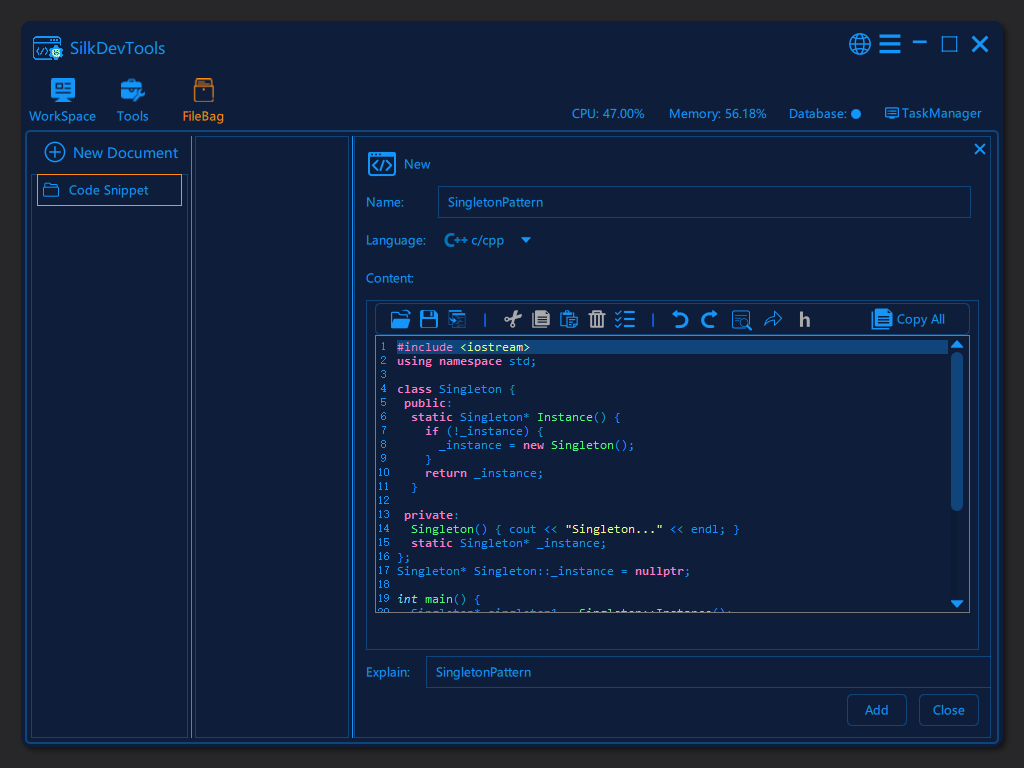 SilkDevTools
WorkSpace
Tools
FileBag
CPU: 47.00%
Memory: 56.18%
Database:
TaskManager
New Document
Code Snippet
New
Name:
SingletonPattern
Language:
C++ c/cpp
Content:
h
Copy All
1 #include <iostream>
2 using namespace std;
3
4 class Singleton {
5 public:
6 static Singleton* Instance() {
7 if (!_instance) {
8 _instance = new Singleton();
9 }
10 return _instance;
11 }
12
13 private:
14 Singleton() { cout << "Singleton..." << endl; }
15 static Singleton* _instance;
16 };
17 Singleton* Singleton::_instance = nullptr;
18
19 int main() {
Explain:
SingletonPattern
Add
Close